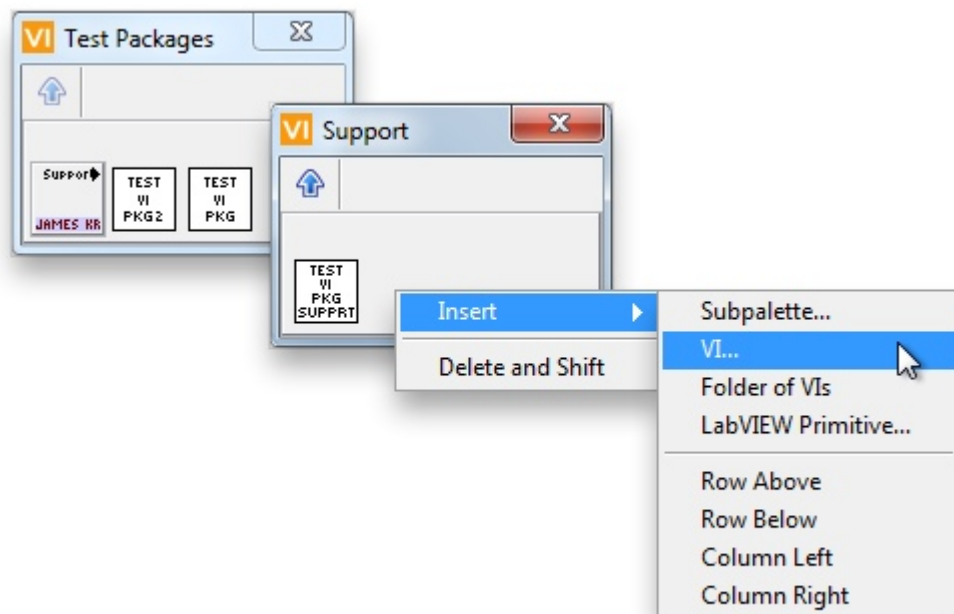 VI Test Packages
Support
JAMES KR
TEST
VI
PKG2
TEST
VI
PKG
VI Support
TEST
VI
PKG
SUPPRT
Insert
Delete and Shift
Subpalette...
VI...
Folder of VIs
LabVIEW Primitive...
Row Above
Row Below
Column Left
Column Right